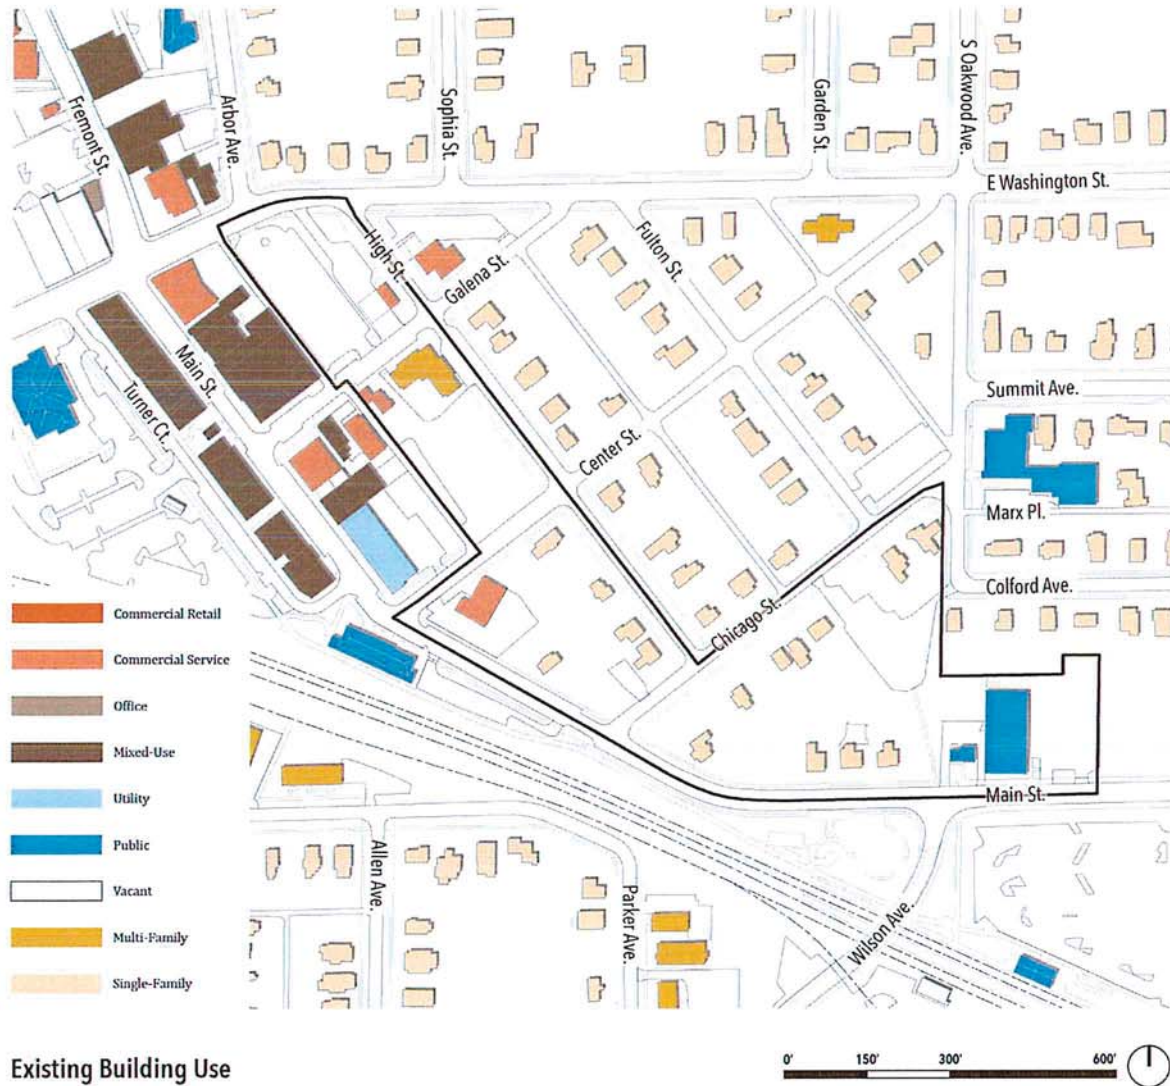 Fremont St.
Arbor Ave.
Sophia St.
Garden St.
S Oakwood Ave.
E Washington St.
High St.
Galena St.
Fulton St.
Main St.
Turner Ct.
Center St.
Summit Ave.
Marx Pl.
Colford Ave.
Chicago St.
Main St.
Allen Ave.
Parker Ave.
Wilson Ave.
Commercial Retail
Commercial Service
Office
Mixed-Use
Utility
Public
Vacant
Multi-Family
Single-Family
Existing Building Use
0' 150' 300' 600'